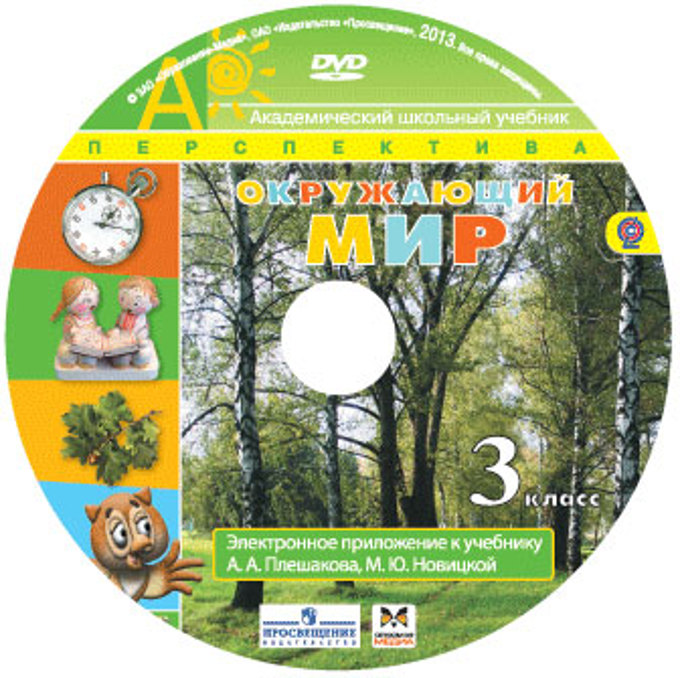 © ЗАО «Образование-Медиа», ОАО «Издательство «Просвещение», 2013. Все права защищены.
DVD
А
Академический школьный учебник
ПЕРСПЕКТИВА
ОКРУЖАЮЩИЙ
МИР
3 класс
Электронное приложение к учебнику
А. А. Плешакова, М. Ю. Новицкой
ПРОСВЕЩЕНИЕ
ИЗДАТЕЛЬСТВО
МЕДИА